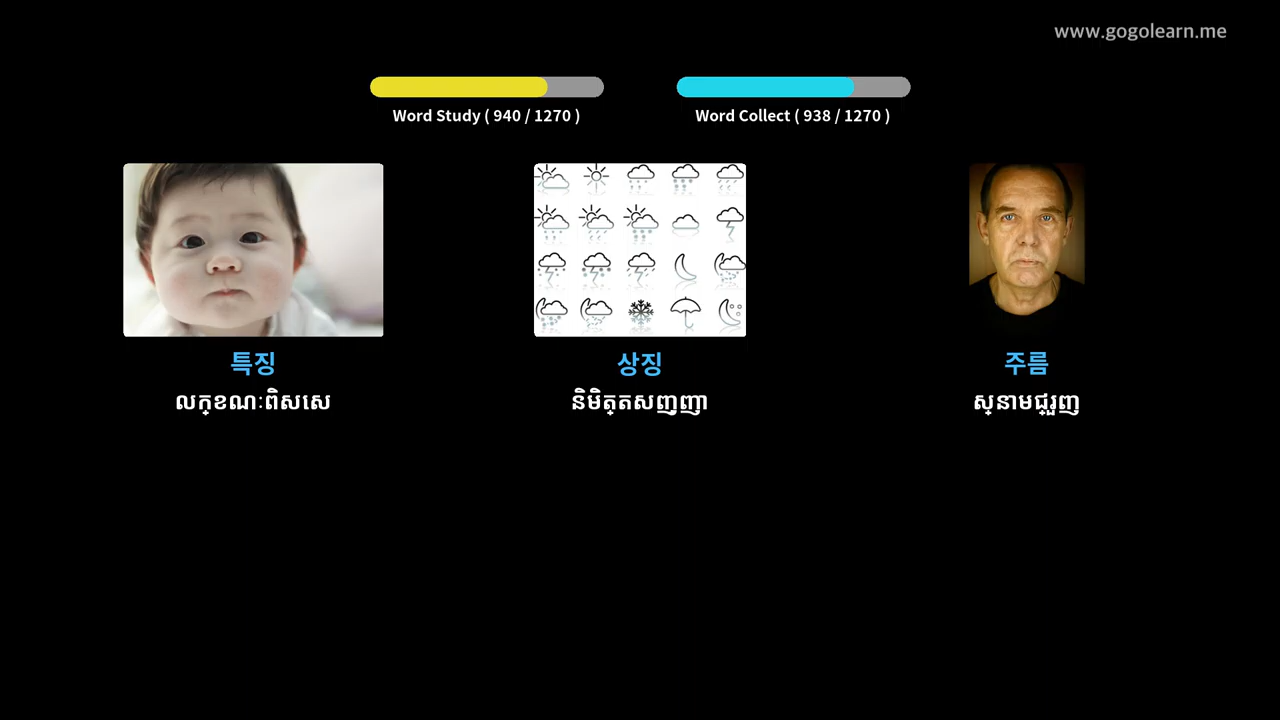 www.gogolearn.me
Word Study ( 940 / 1270 )
Word Collect ( 938 / 1270 )
특징
상징
주름
លក្ខណៈពិសសេ
និមិត្តសញ្ញា
ស្នាមជ្រួញ